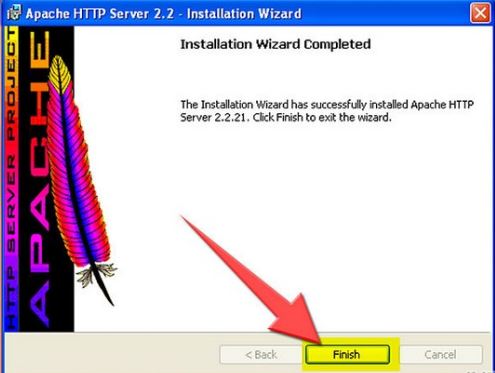 Apache HTTP Server 2.2 - Installation Wizard
HTTP SERVER PROJECT
APACHE
Installation Wizard Completed
The Installation Wizard has successfully installed Apache HTTP
Server 2.2.21. Click Finish to exit the wizard.
< Back
Finish
Cancel